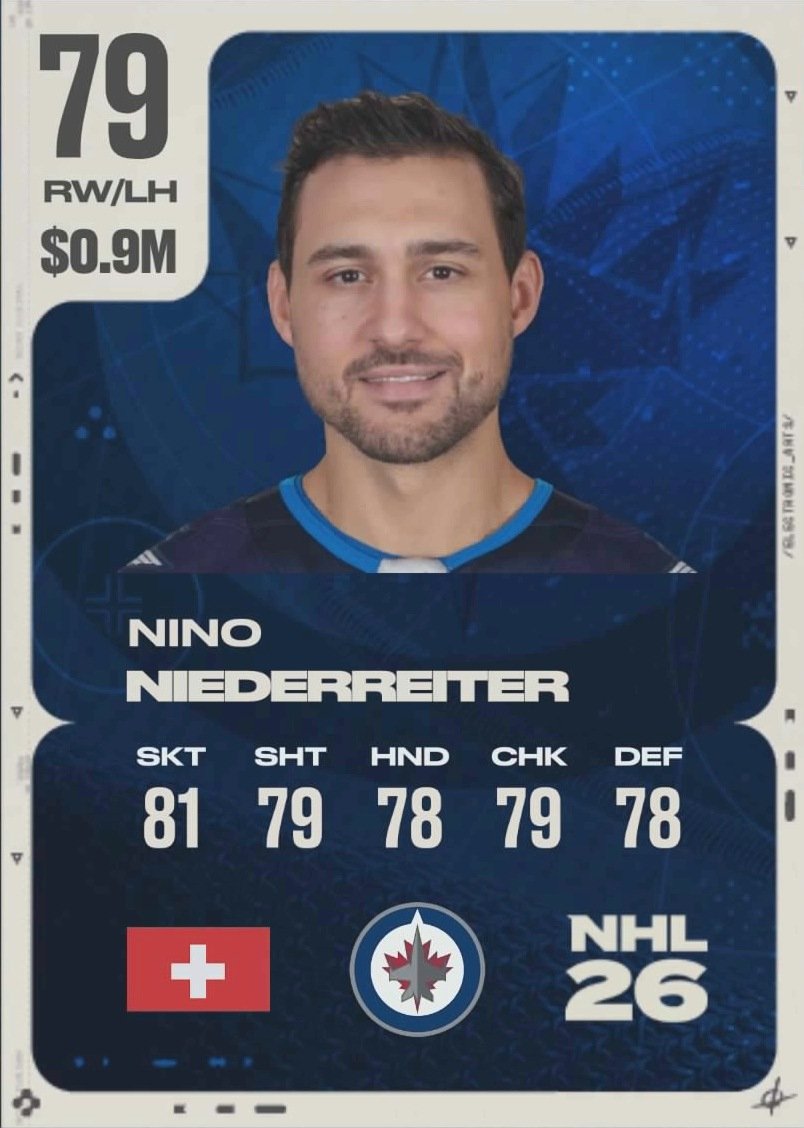 79
RW/LH
$0.9M
/ELECTRONIC_ARTS/
NINO
NIEDERREITER
SKT SHT HND CHK DEF
81 79 78 79 78
NHL
26